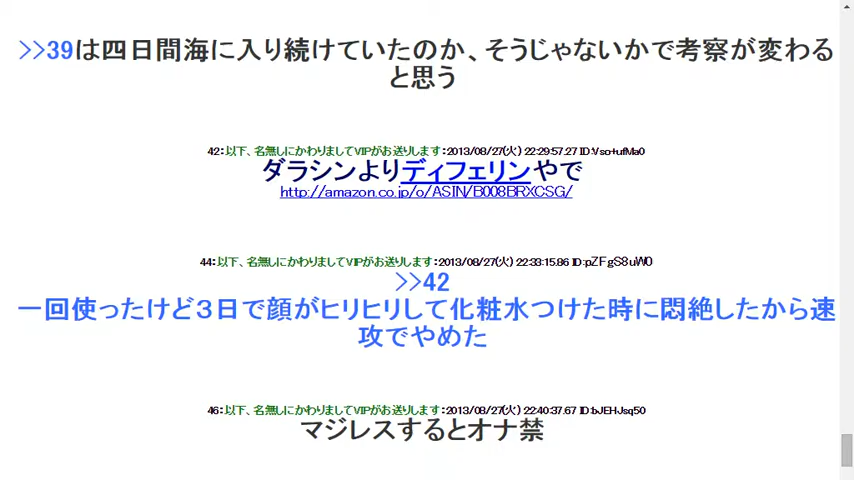 >>39は四日間海に入り続けていたのか、そうじゃないかで考察が変わる
と思う
42：以下、名無しにかわりましてVIPがお送りします：2013/08/27(火) 22:29:57.27 ID:Vso+ufMa0
ダラシンよりディフェリンやで
http://amazon.co.jp/o/ASIN/B008BRXCSG/
44：以下、名無しにかわりましてVIPがお送りします：2013/08/27(火) 22:33:15.86 ID:pZFgS8uW0
>>42
一回使ったけど３日で顔がヒリヒリして化粧水つけた時に悶絶したから速
攻でやめた
46：以下、名無しにかわりましてVIPがお送りします：2013/08/27(火) 22:40:37.67 ID:bJEHJsq50
マジレスするとオナ禁